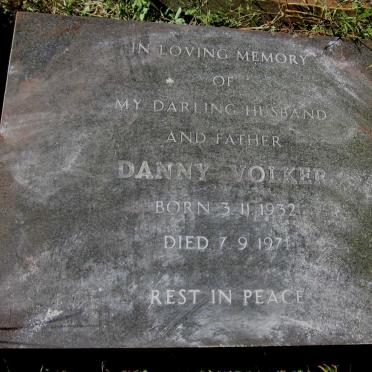 IN LOVING MEMORY
OF
MY DARLING HUSBAND
AND FATHER
DANNY VOLKER
BORN 3 11 1932
DIED 7 9 1971
REST IN PEACE